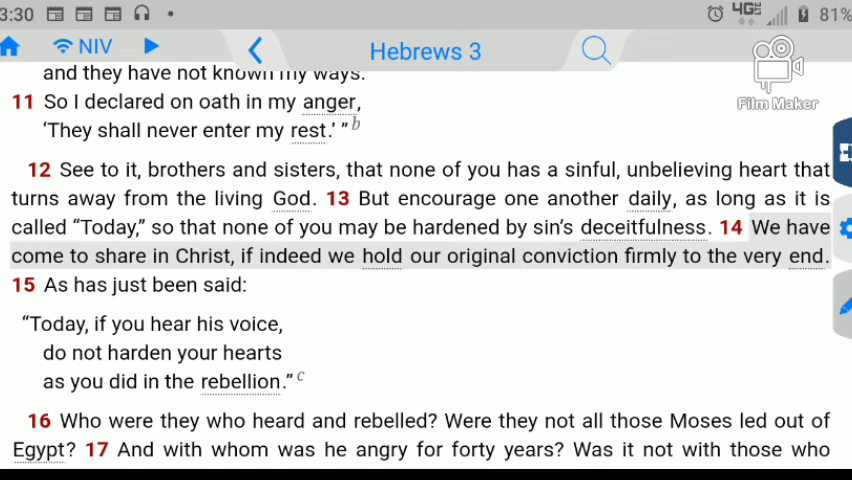 3:30 4GE 81%
NIV Hebrews 3
Film Maker
and they have not known my ways.
11 So I declared on oath in my anger,
‘They shall never enter my rest.’ ” b
12 See to it, brothers and sisters, that none of you has a sinful, unbelieving heart that
turns away from the living God. 13 But encourage one another daily, as long as it is
called “Today,” so that none of you may be hardened by sin’s deceitfulness. 14 We have
come to share in Christ, if indeed we hold our original conviction firmly to the very end.
15 As has just been said:
“Today, if you hear his voice,
do not harden your hearts
as you did in the rebellion.” c
16 Who were they who heard and rebelled? Were they not all those Moses led out of
Egypt? 17 And with whom was he angry for forty years? Was it not with those who